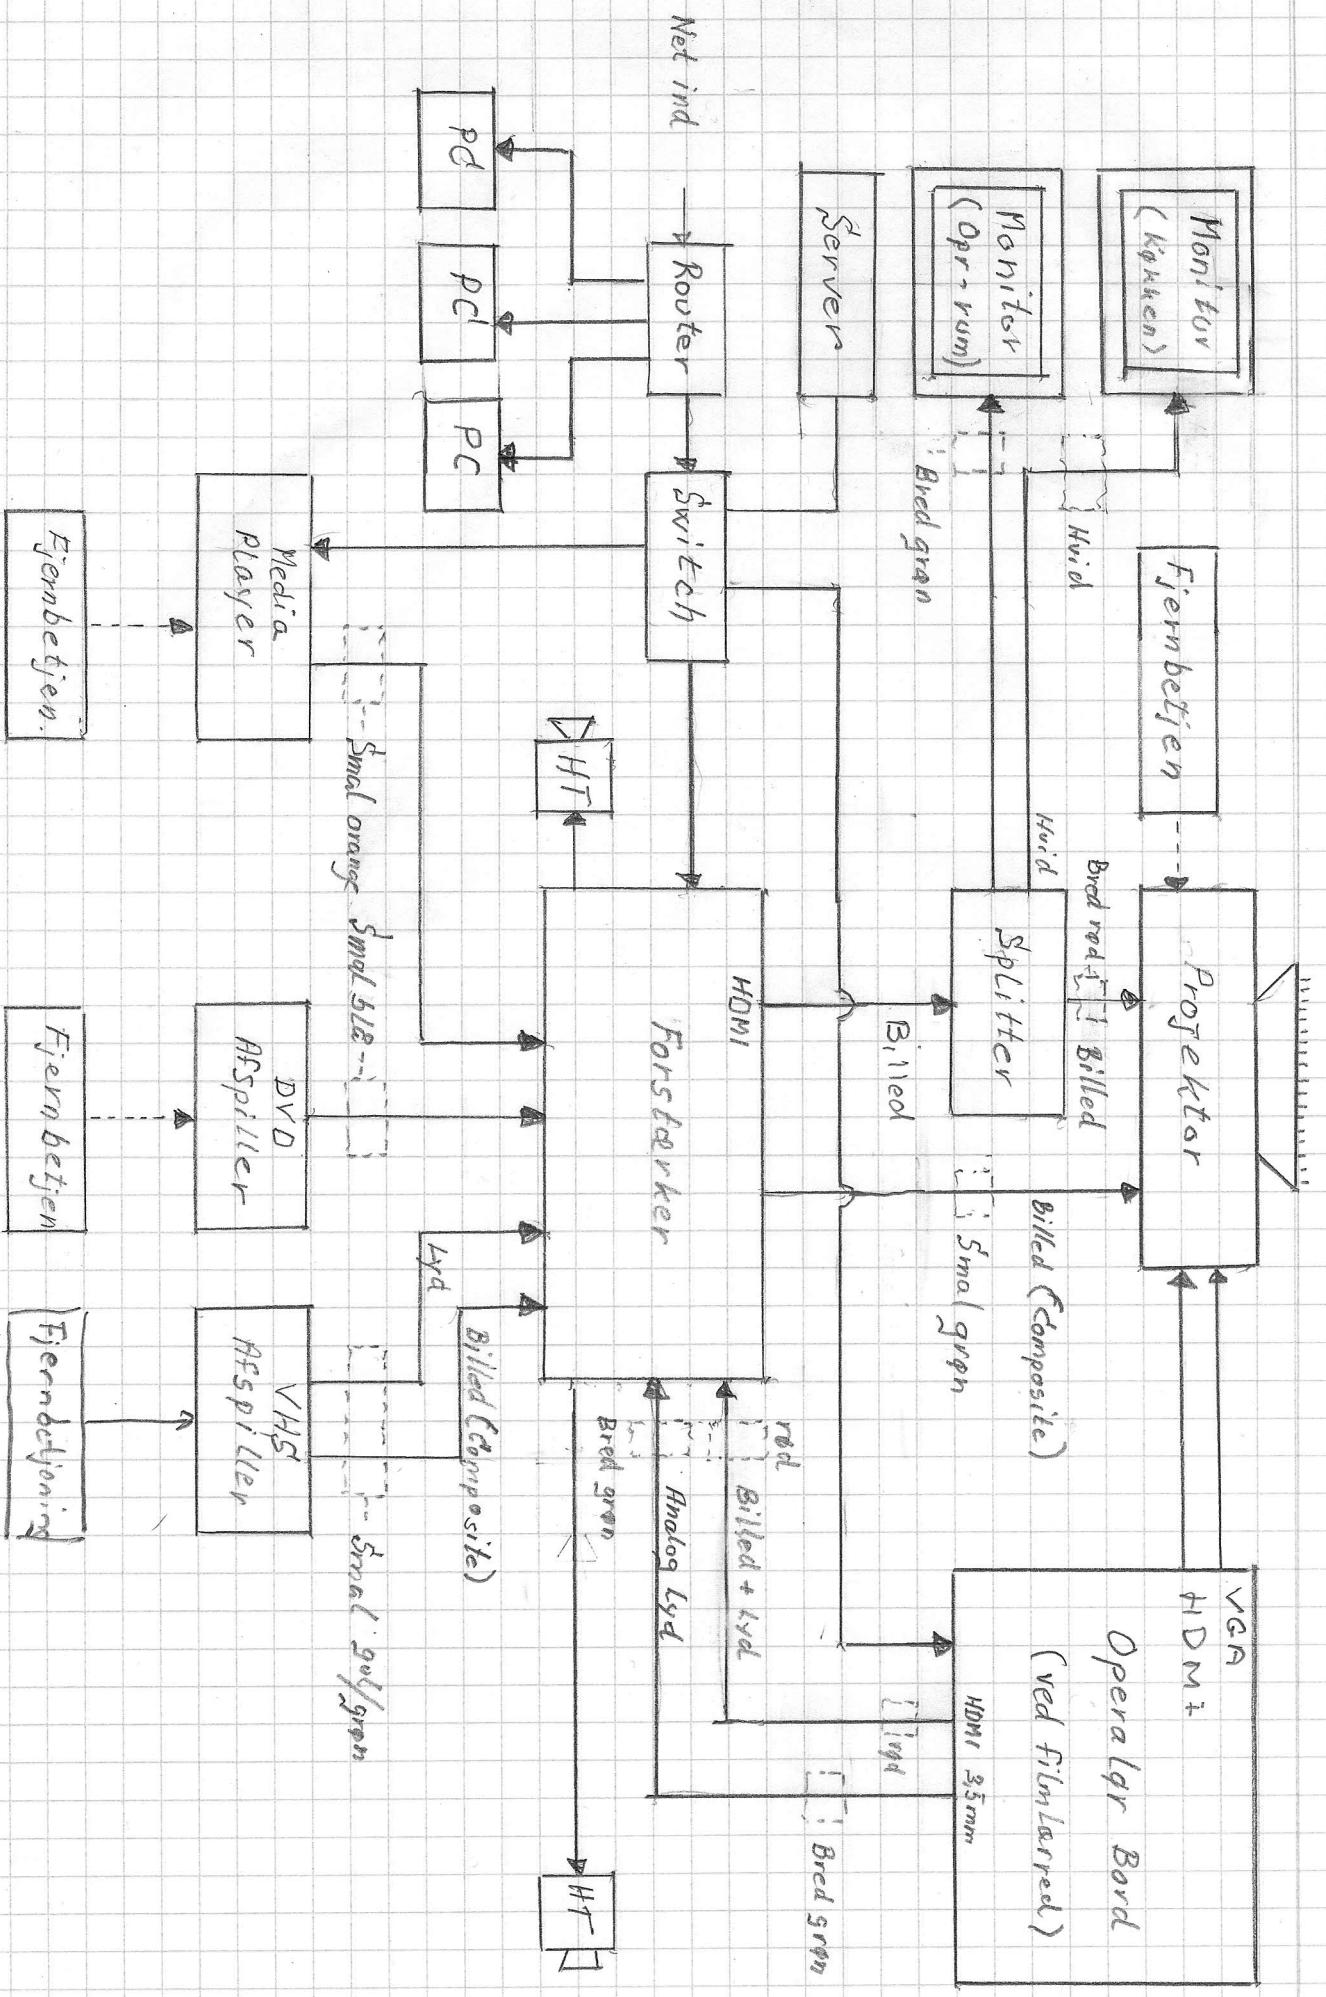 Monitor
(Køkken)
Hvid
Fjernbetjen
Projektor
VGA
HDMi
Operatør Bord
(ved filmlærred)
HDMI 3,5mm
Monitor
(Opr-rum)
Bred grøn
Hvid
Bred rød
Billed
Splitter
Billed (Composite)
Smal grøn
Server
Billed
rød
Bred grøn
Net ind
Router
Switch
HDMI
Forstærker
rød
Billed + Lyd
Analog Lyd
Bred grøn
HT
HT
PC
PC
PC
Lyd
Billed (Composite)
Smal orange
Smal blå
Smal gul/grøn
Media
Player
DVD
Afspiller
VHS
Afspiller
Fjernbetjen.
Fjernbetjen
Fjernbetjening